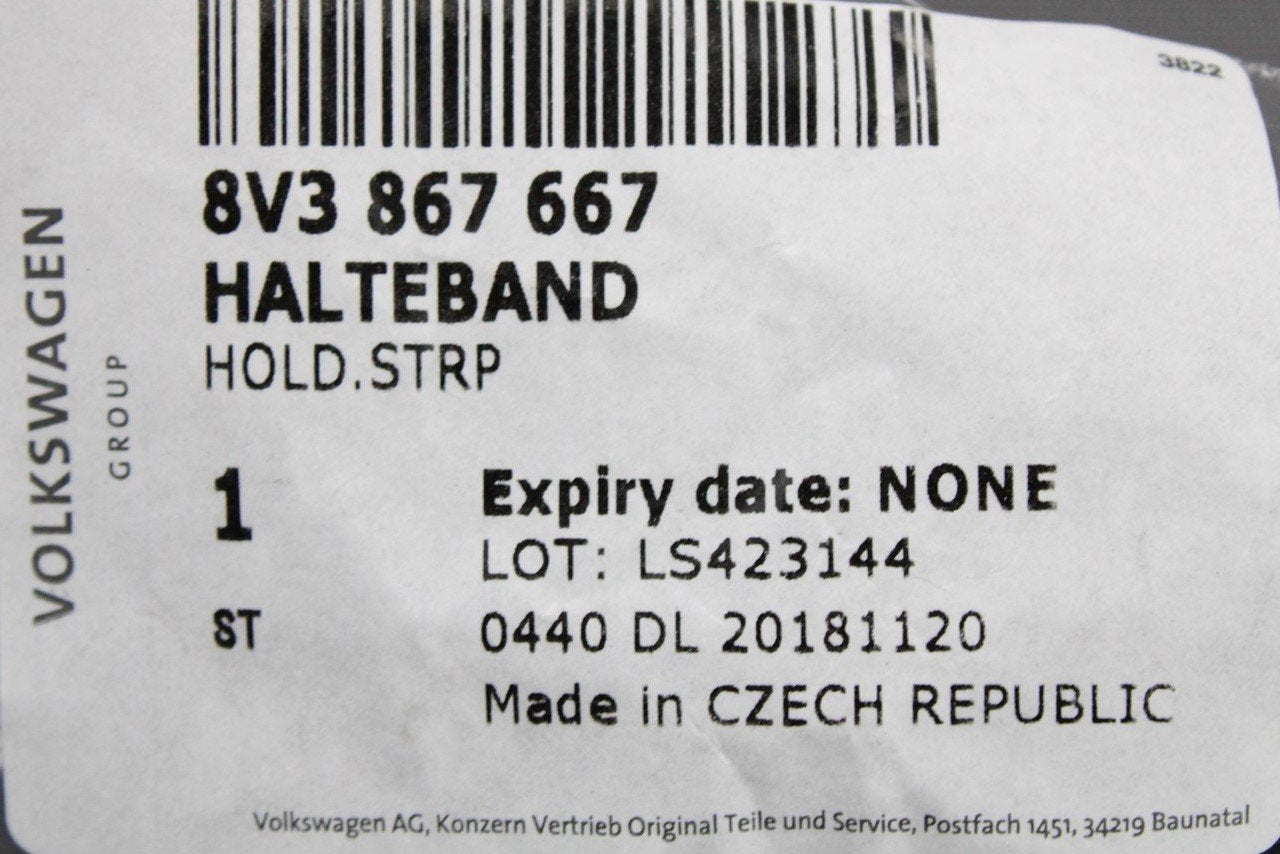 3822
8V3 867 667
HALTEBAND
HOLD.STRP
VOLKSWAGEN
GROUP
1
Expiry date: NONE
LOT: LS423144
ST
0440 DL 20181120
Made in CZECH REPUBLIC
Volkswagen AG, Konzern Vertrieb Original Teile und Service, Postfach 1451, 34219 Baunatal